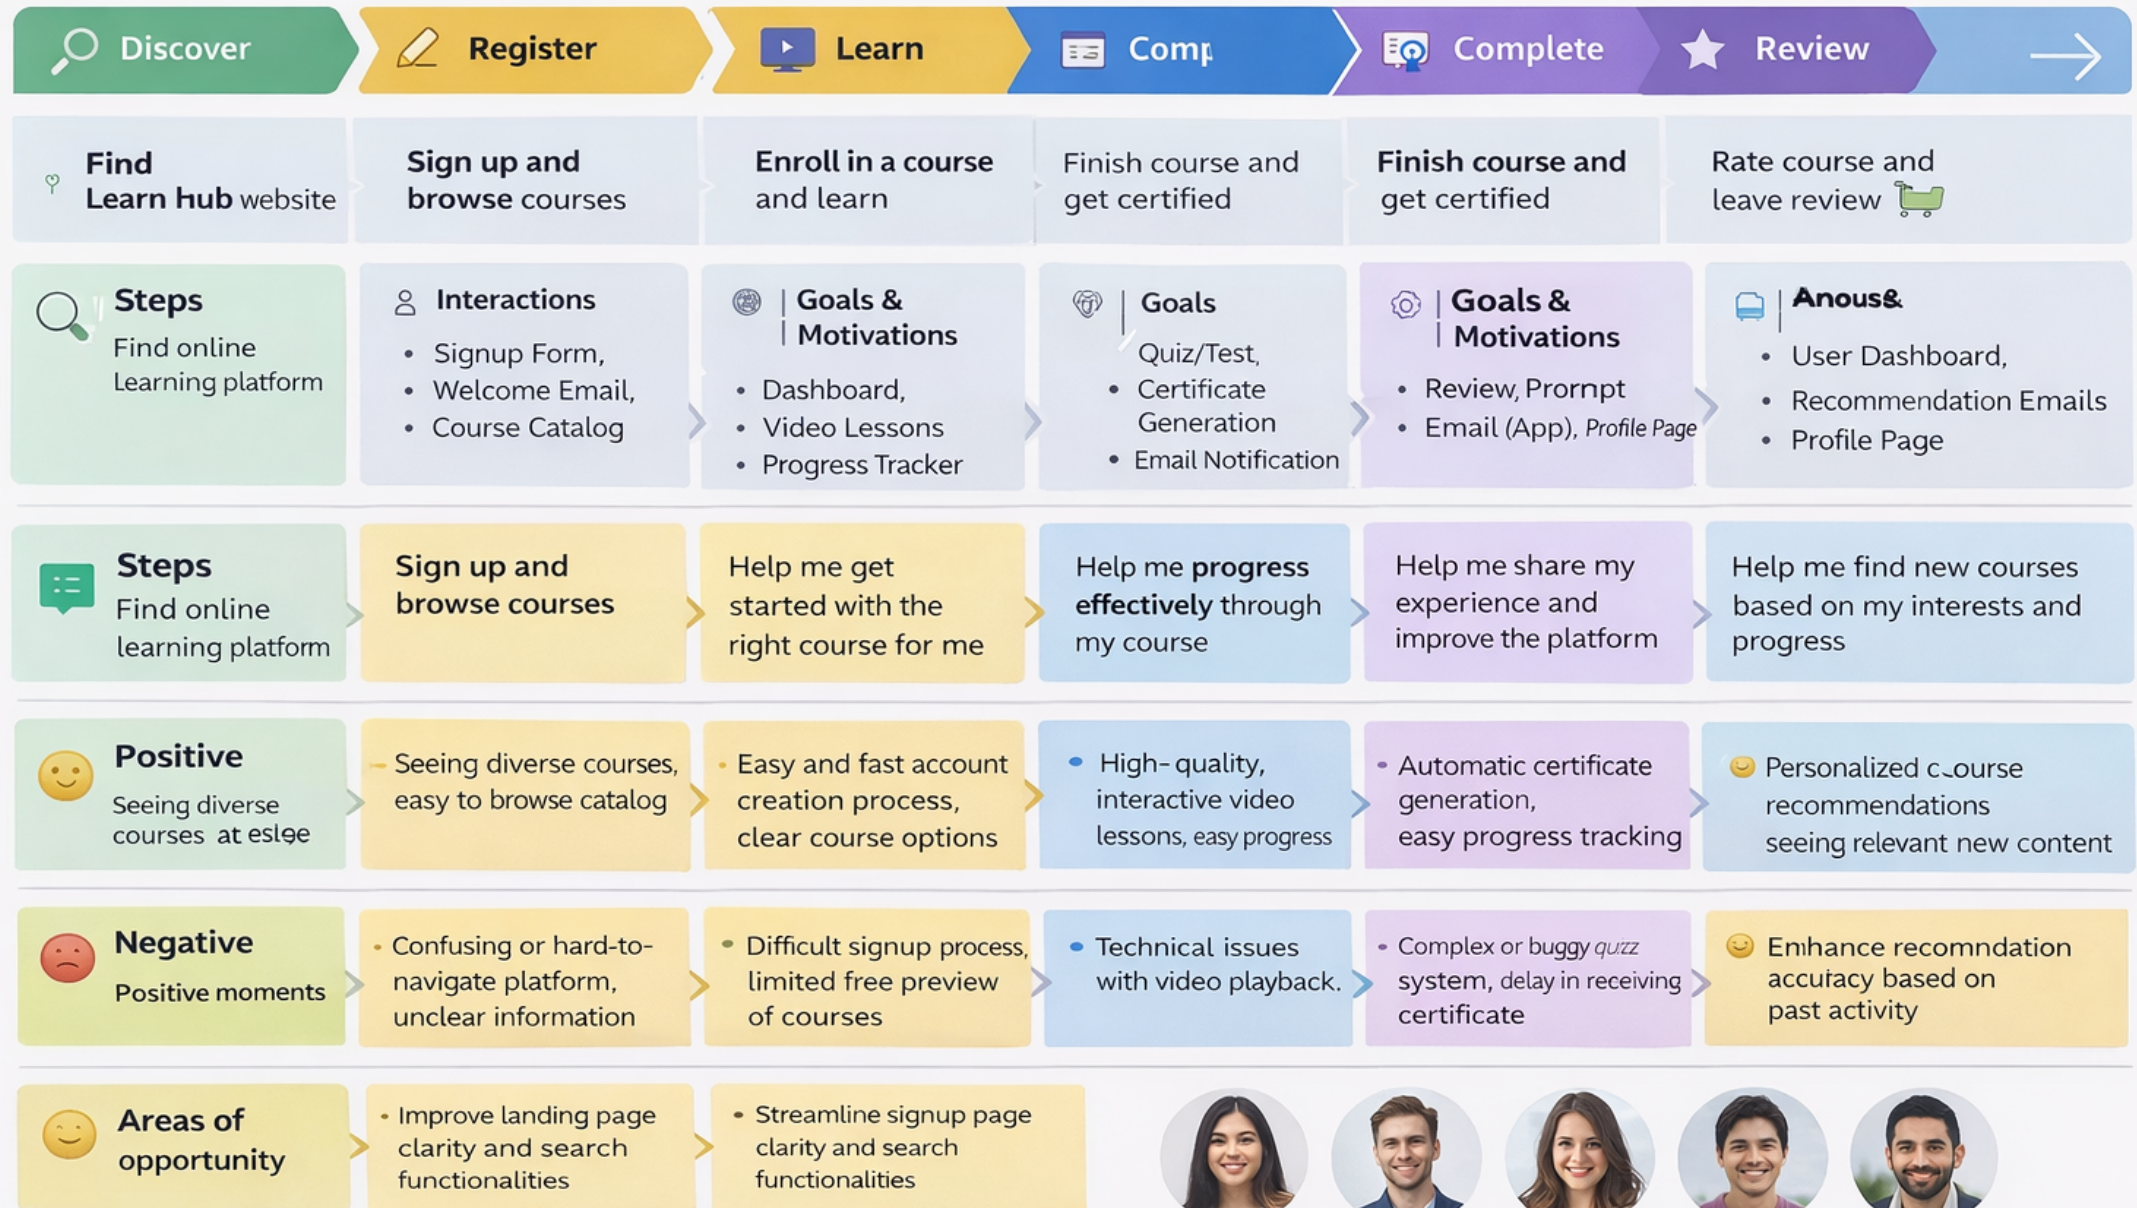 Discover
Register
Learn
Comp
Complete
Review
Find
Learn hub website
Sign up and
browse courses
Enroll in a course
and learn
Finish course and
get certified
Finish course and
get certified
Rate course and
leave review
Steps
Find online
Learning platform
Interactions
• Signup Form,
• Welcome Email,
• Course Catalog
Goals &
Motivations
• Dashboard,
• Video Lessons
• Progress Tracker
Goals
Quiz/Test,
• Certificate
Generation
• Email Notification
Goals &
Motivations
• Review, Prompt
• Email (App), Profile Page
Anous&
• User Dashboard,
• Recommendation Emails
• Profile Page
Steps
Find online
learning platform
Sign up and
browse courses
Help me get
started with the
right course for me
Help me progress
effectively through
my course
Help me share my
experience and
improve the platform
Help me find new courses
based on my interests and
progress
Positive
Seeing diverse
courses at
Seeing diverse courses,
easy to browse catalog
• Easy and fast account
creation process,
clear course options
• High-quality,
interactive video
lessons, easy progress
• Automatic certificate
generation,
easy progress tracking
Personalized course
recommendations
seeing relevant new content
Negative
Positive moments
• Confusing or hard-to-
navigate platform,
unclear information
• Difficult signup process,
limited free preview
of courses
• Technical issues
with video playback.
• Complex or buggy quzz
system, delay in receiving
certificate
Enhance recomndation
accuracy based on
past activity
Areas of
opportunity
• Improve landing page
clarity and search
functionalities
• Streamline signup page
clarity and search
functionalities